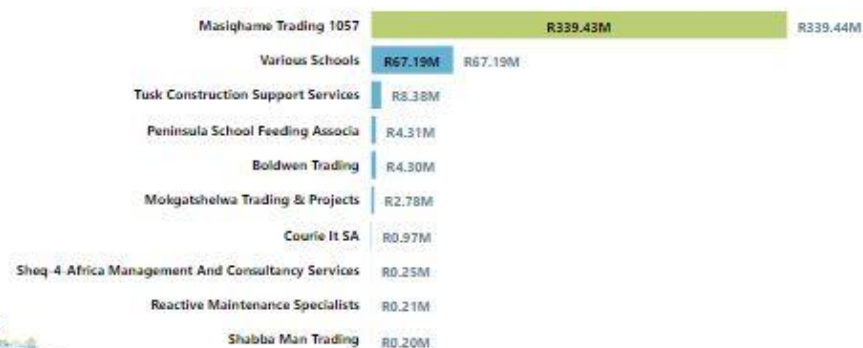 Masiqhame Trading 1057 R339.43M R339.44M
Various Schools R67.19M R67.19M
Tusk Construction Support Services R8.38M
Peninsula School Feeding Associa R4.31M
Boldwen Trading R4.30M
Mokgatshelwa Trading & Projects R2.78M
Courie It SA R0.97M
Sheq-4-Africa Management And Consultancy Services R0.25M
Reactive Maintenance Specialists R0.21M
Shabba Man Trading R0.20M